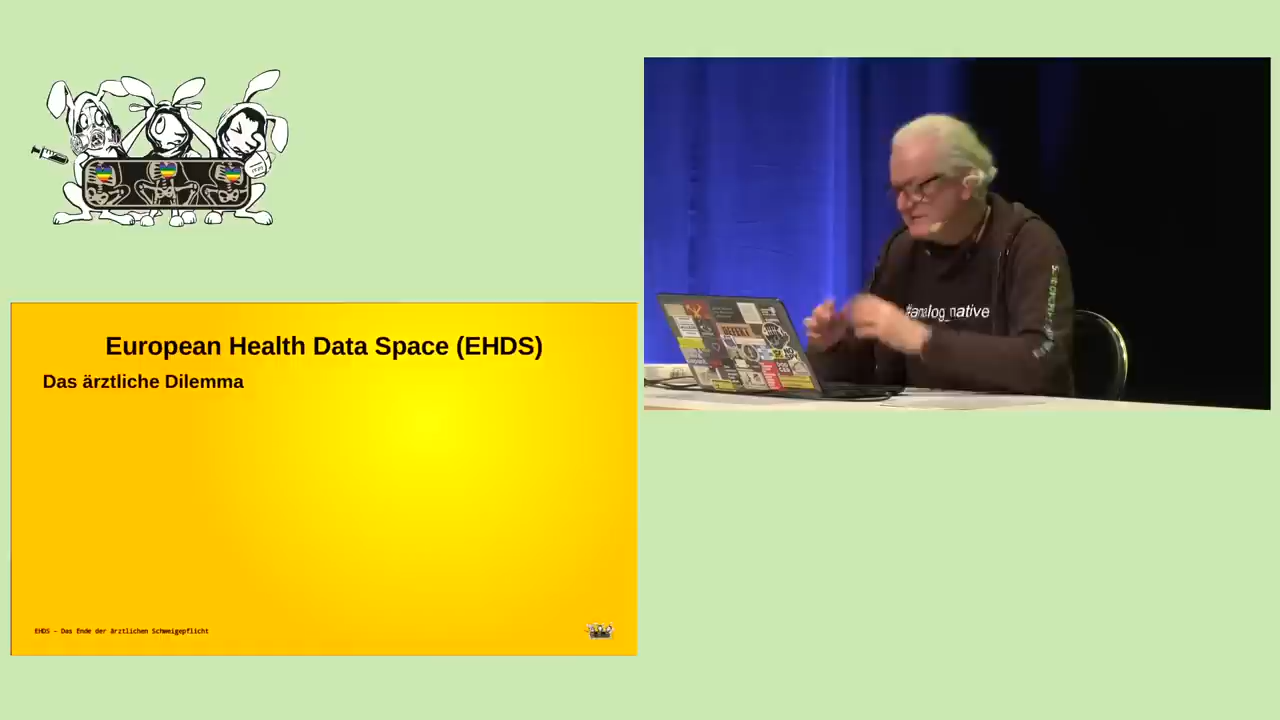 European Health Data Space (EHDS)
Das ärztliche Dilemma
EHDS - Das Ende der ärztlichen Schweigepflicht
#analog_native